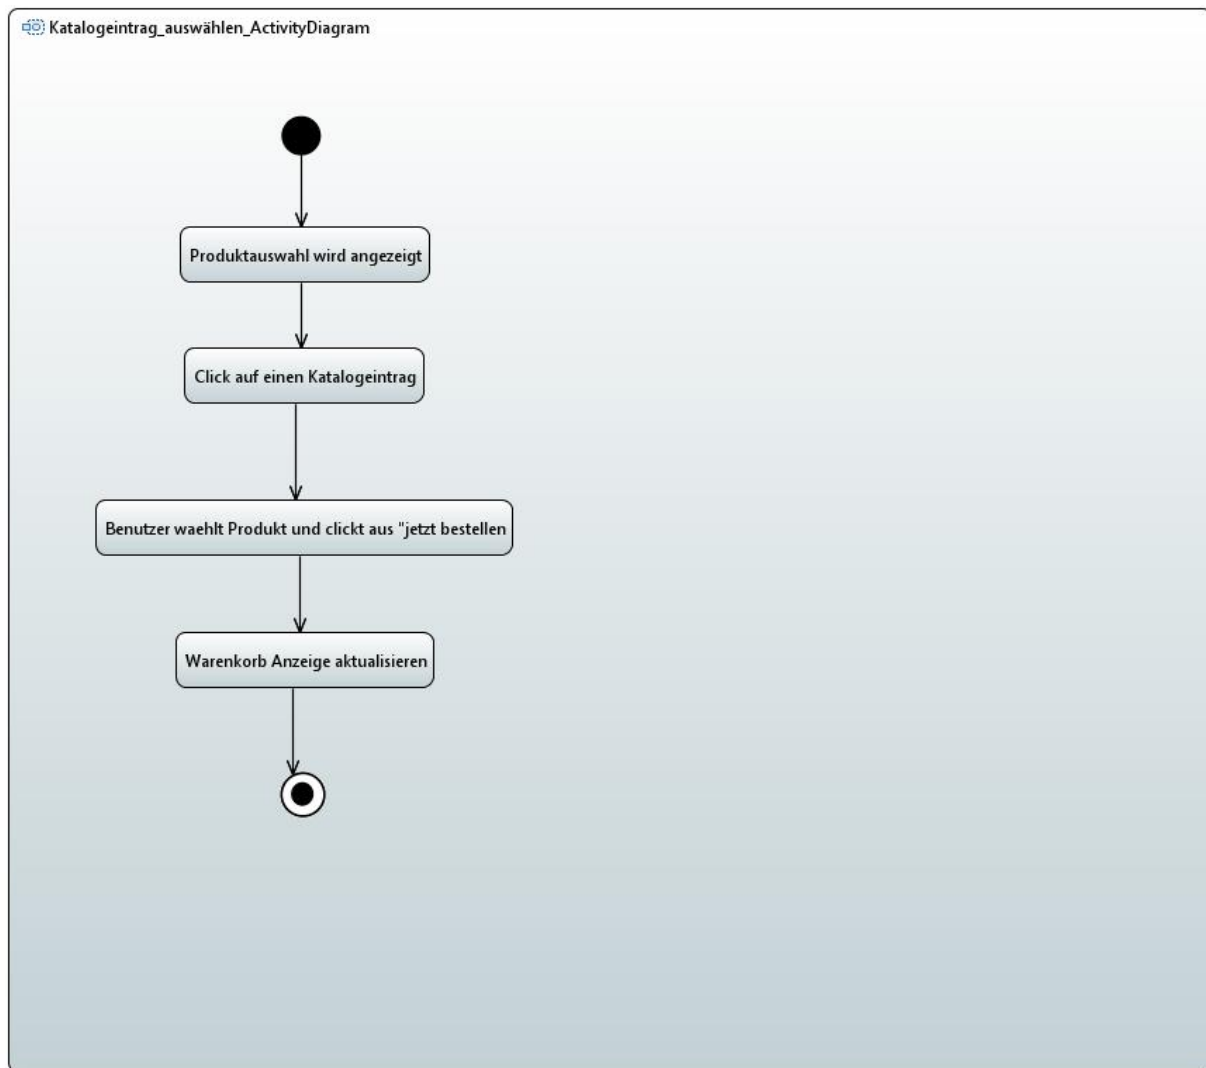 Katalogeintrag_auswählen_ActivityDiagram
Produktauswahl wird angezeigt
Click auf einen Katalogeintrag
Benutzer waehlt Produkt und clickt aus "jetzt bestellen
Warenkorb Anzeige aktualisieren